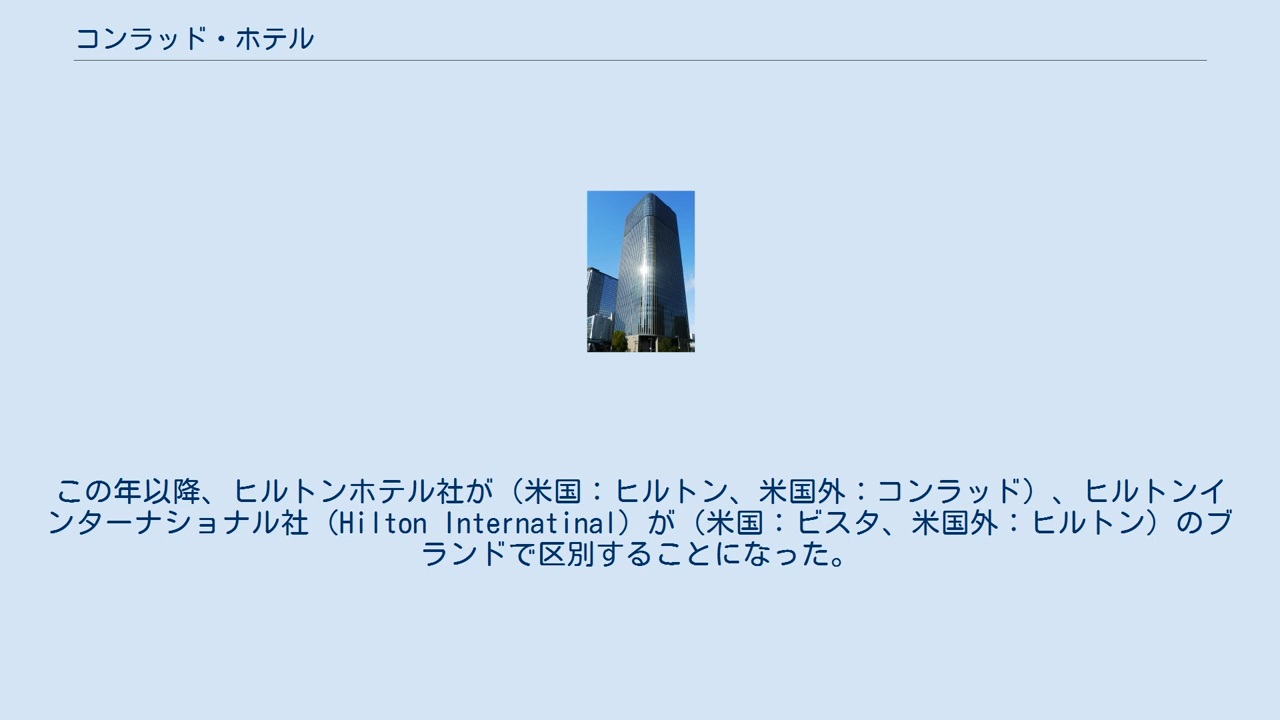 コンラッド・ホテル
この年以降、ヒルトンホテル社が（米国：ヒルトン、米国外：コンラッド）、ヒルトンイ
ンターナショナル社（Hilton Internatinal）が（米国：ビスタ、米国外：ヒルトン）のブ
ランドで区別することになった。